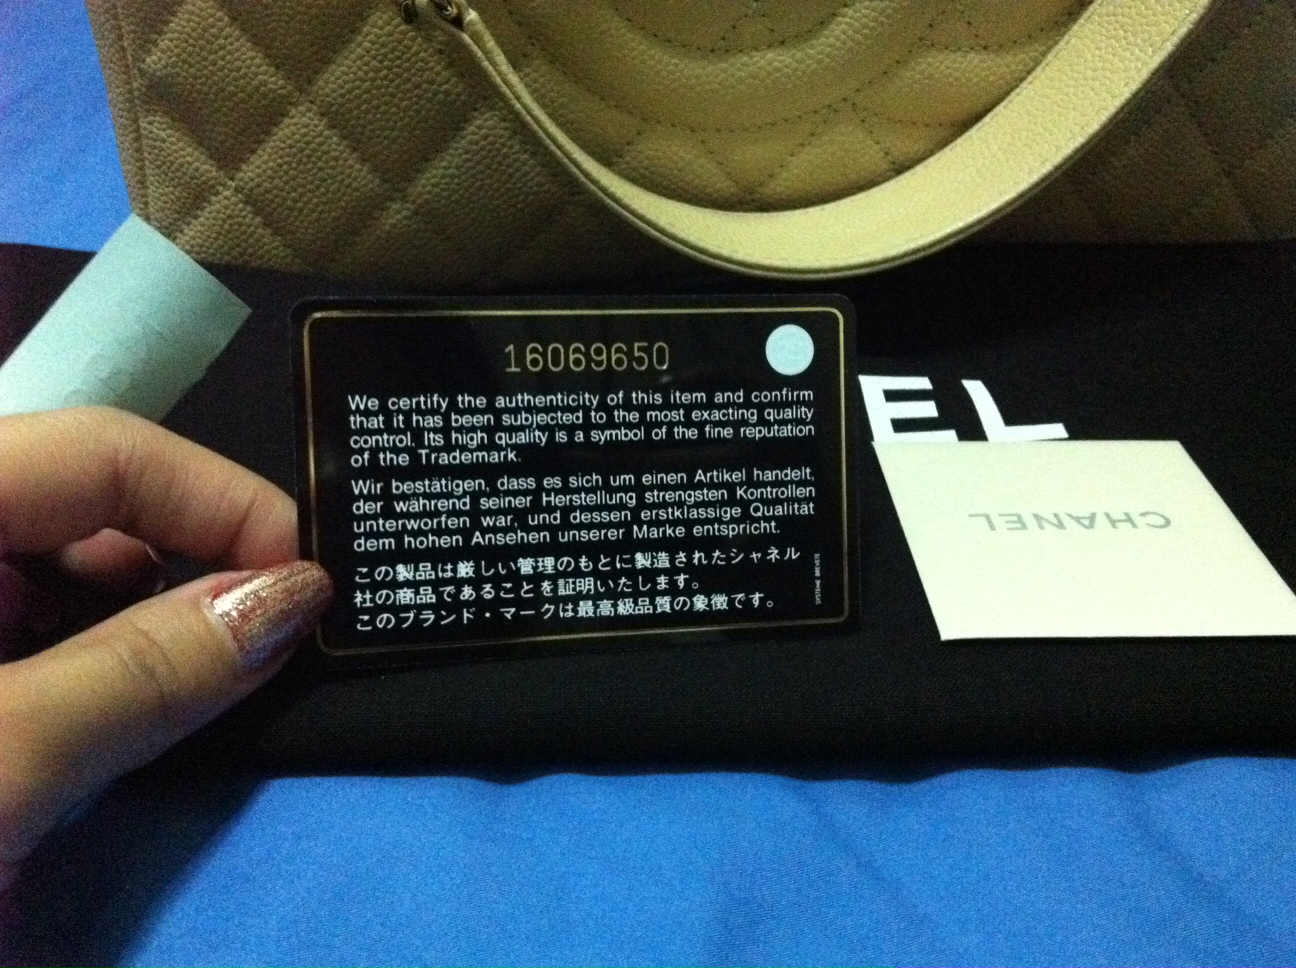 16069650
We certify the authenticity of this item and confirm
that it has been subjected to the most exacting quality
control. Its high quality is a symbol of the fine reputation
of the Trademark.
Wir bestätigen, dass es sich um einen Artikel handelt,
der während seiner Herstellung strengsten Kontrollen
unterworfen war, und dessen erstklassige Qualität
dem hohen Ansehen unserer Marke entspricht.
この製品は厳しい管理のもとに製造されたシャネル
社の商品であることを証明いたします。
このブランド・マークは最高級品質の象徴です。
SYSTEME BREVETE
EL
CHANEL